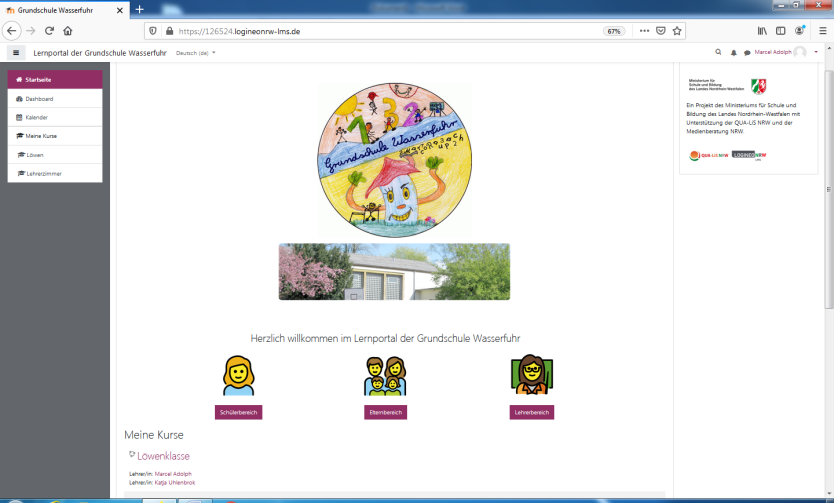 Grundschule Wasserfuhr
https://126524.logineonrw-lms.de
67%
Lernportal der Grundschule Wasserfuhr
Deutsch (de)
Marcel Adolph
Startseite
Dashboard
Kalender
Meine Kurse
Löwen
Lehrerzimmer
1 3 2
Grundschule Wasserfuhr
Ministerium für
Schule und Bildung
des Landes Nordrhein-Westfalen
Ein Projekt des Ministeriums für Schule und
Bildung des Landes Nordrhein-Westfalen mit
Unterstützung der QUA-LiS NRW und der
Medienberatung NRW.
QUA-LiS NRW
LOGINEO NRW
LMS
Herzlich willkommen im Lernportal der Grundschule Wasserfuhr
Schülerbereich
Elternbereich
Lehrerbereich
Meine Kurse
Löwenklasse
Lehrer/in: Marcel Adolph
Lehrer/in: Katja Uhlenbrok